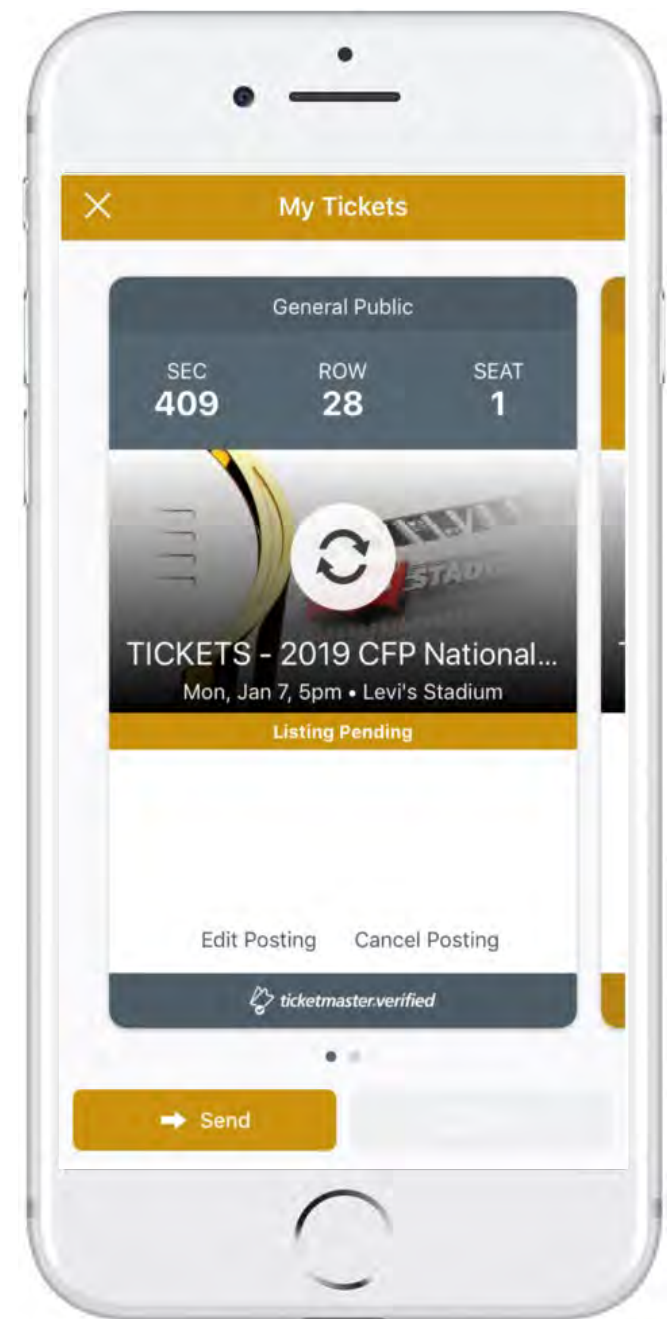 My Tickets
General Public
SEC ROW SEAT
409 28 1
STAD
TICKETS - 2019 CFP National...
Mon, Jan 7, 5pm • Levi's Stadium
Listing Pending
Edit Posting Cancel Posting
ticketmaster.verified
Send